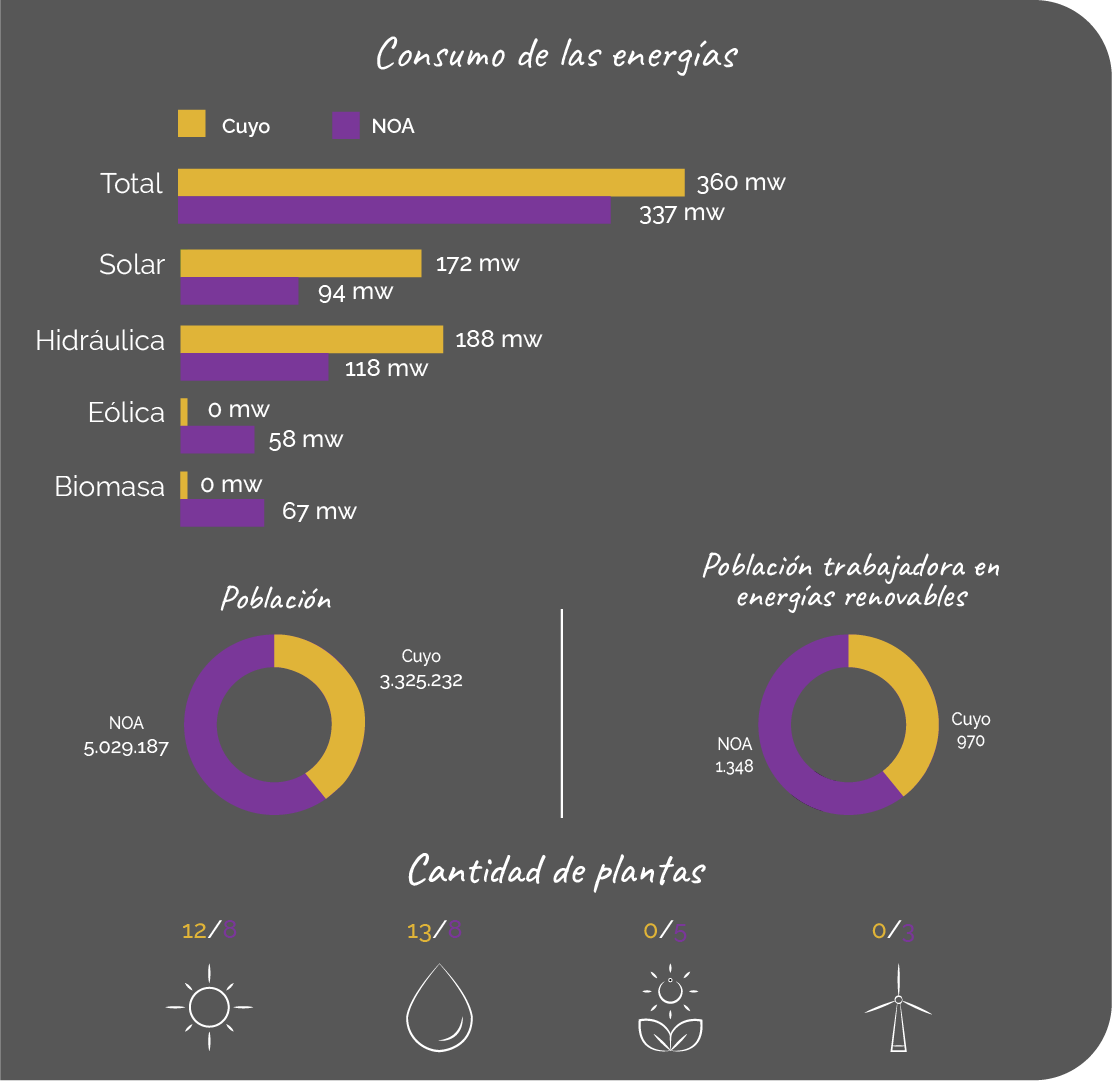 Consumo de las energías
Cuyo
NOA
Total
360 mw
337 mw
Solar
172 mw
94 mw
Hidráulica
188 mw
118 mw
Eólica
0 mw
58 mw
Biomasa
0 mw
67 mw
Población
Cuyo
3.325.232
NOA
5.029.187
Población trabajadora en
energías renovables
Cuyo
970
NOA
1.348
Cantidad de plantas
12/8
13/8
0/5
0/3